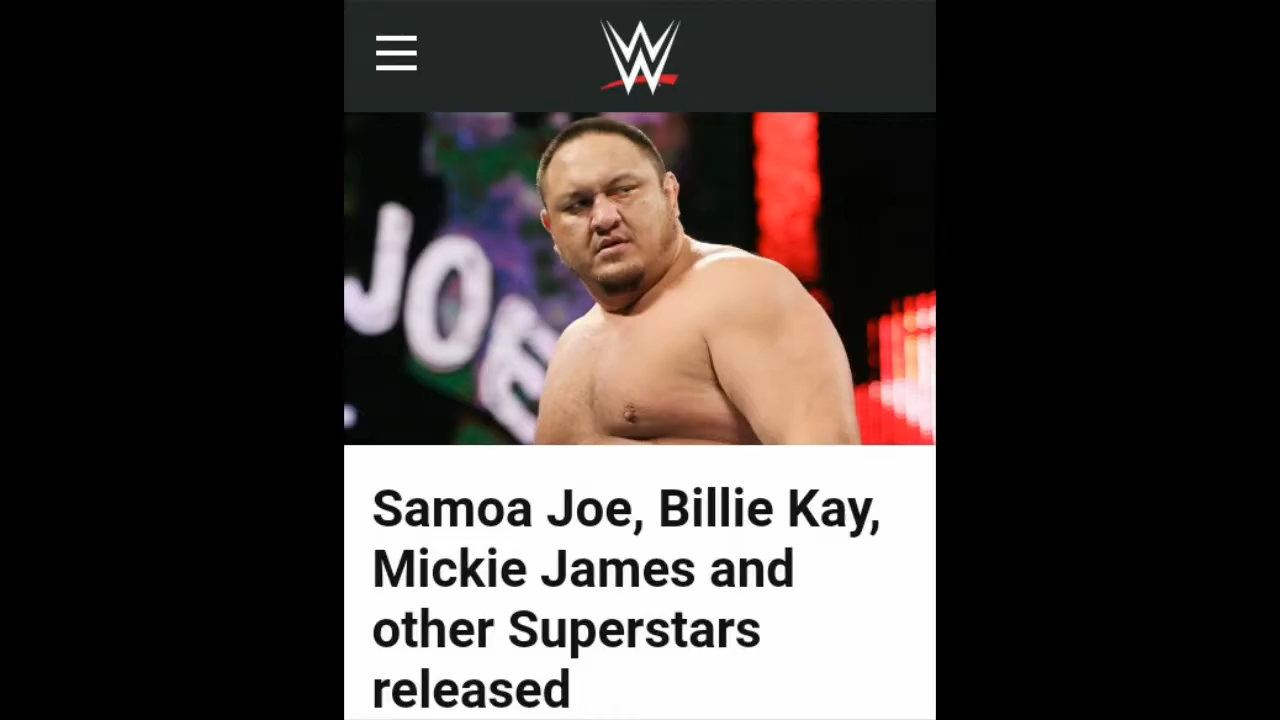 W
JOE
Samoa Joe, Billie Kay,
Mickie James and
other Superstars
released